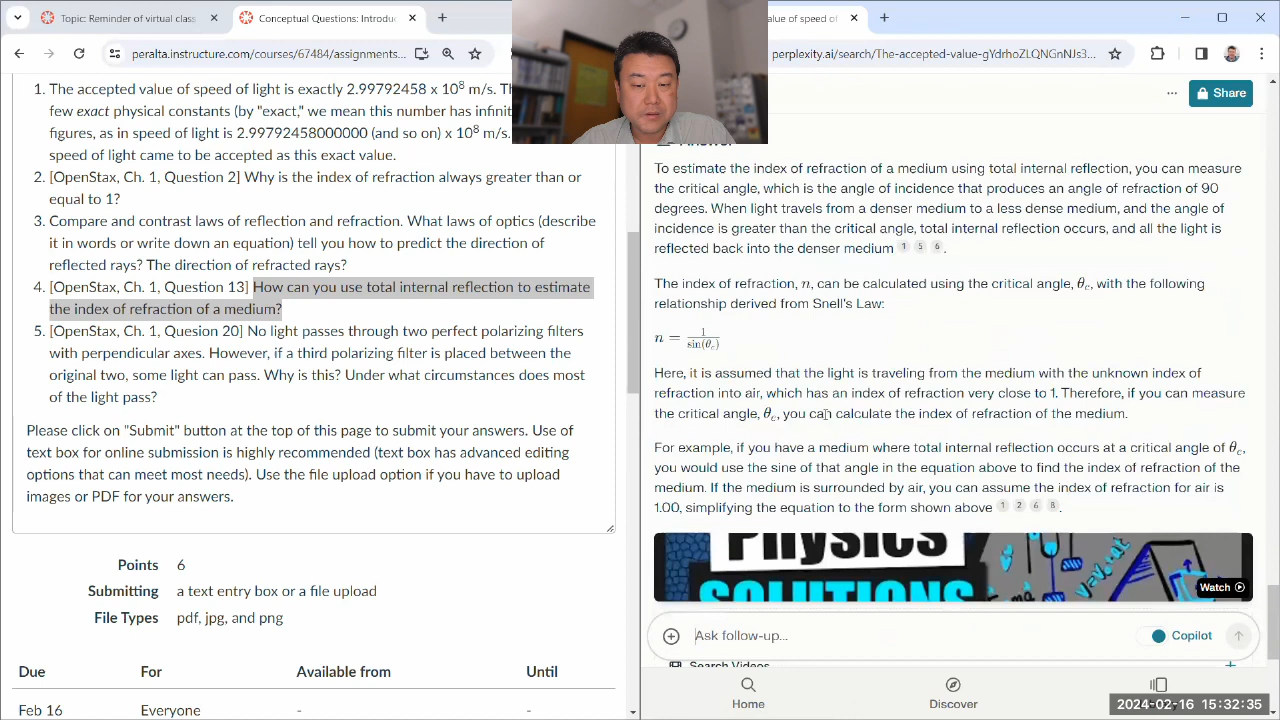 Topic: Reminder of virtual class
Conceptual Questions: Introdu
alue of speed of
peralta.instructure.com/courses/67484/assignments...
perplexity.ai/search/The-accepted-value-gYdrhoZLQNGnNJs3...
1. The accepted value of speed of light is exactly 2.99792458 x 10⁸ m/s. Th
few exact physical constants (by "exact," we mean this number has infinit
figures, as in speed of light is 2.99792458000000 (and so on) x 10⁸ m/s.
speed of light came to be accepted as this exact value.
2. [OpenStax, Ch. 1, Question 2] Why is the index of refraction always greater than or
equal to 1?
3. Compare and contrast laws of reflection and refraction. What laws of optics (describe
it in words or write down an equation) tell you how to predict the direction of
reflected rays? The direction of refracted rays?
4. [OpenStax, Ch. 1, Question 13] How can you use total internal reflection to estimate
the index of refraction of a medium?
5. [OpenStax, Ch. 1, Quesion 20] No light passes through two perfect polarizing filters
with perpendicular axes. However, if a third polarizing filter is placed between the
original two, some light can pass. Why is this? Under what circumstances does most
of the light pass?
Please click on "Submit" button at the top of this page to submit your answers. Use of
text box for online submission is highly recommended (text box has advanced editing
options that can meet most needs). Use the file upload option if you have to upload
images or PDF for your answers.
Points 6
Submitting a text entry box or a file upload
File Types pdf, jpg, and png
Due For Available from Until
Feb 16 Everyone - -
... Share
Answer
To estimate the index of refraction of a medium using total internal reflection, you can measure
the critical angle, which is the angle of incidence that produces an angle of refraction of 90
degrees. When light travels from a denser medium to a less dense medium, and the angle of
incidence is greater than the critical angle, total internal reflection occurs, and all the light is
reflected back into the denser medium 1 5 6 .
The index of refraction, n, can be calculated using the critical angle, θc, with the following
relationship derived from Snell's Law:
n = 1/sin(θc)
Here, it is assumed that the light is traveling from the medium with the unknown index of
refraction into air, which has an index of refraction very close to 1. Therefore, if you can measure
the critical angle, θc, you can calculate the index of refraction of the medium.
For example, if you have a medium where total internal reflection occurs at a critical angle of θc,
you would use the sine of that angle in the equation above to find the index of refraction of the
medium. If the medium is surrounded by air, you can assume the index of refraction for air is
1.00, simplifying the equation to the form shown above 1 2 6 8 .
Physics
SOLUTIONS
Watch
Ask follow-up...
Copilot
Search Videos
Home
Discover
2024-02-16 15:32:35